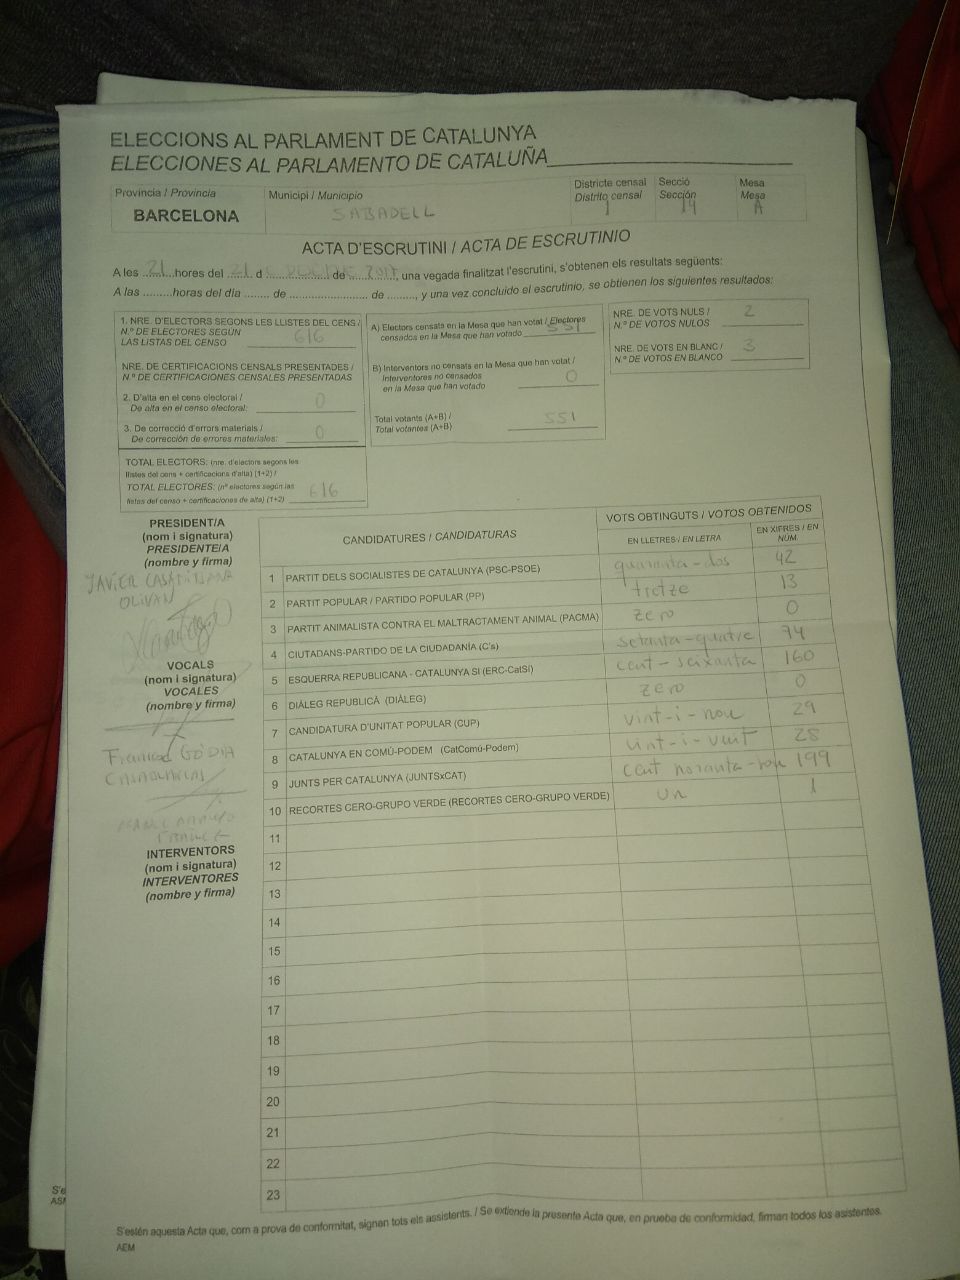 ELECCIONS AL PARLAMENT DE CATALUNYA
ELECCIONES AL PARLAMENTO DE CATALUÑA
Provincia / Provincia
BARCELONA
Municipi / Municipio
SABADELL
Districte censal
Distrito censal
1
Secció
Sección
19
Mesa
Mesa
A
ACTA D'ESCRUTINI / ACTA DE ESCRUTINIO
A les 21 hores del 21 d de 2017, una vegada finalitzat l'escrutini, s'obtenen els resultats següents:
A las .........horas del día ........ de ........................ de ........., y una vez concluido el escrutinio, se obtienen los siguientes resultados:
1. NRE. D'ELECTORS SEGONS LES LLISTES DEL CENS /
N.º DE ELECTORES SEGÚN
LAS LISTAS DEL CENSO 616
NRE. DE CERTIFICACIONS CENSALS PRESENTADES /
N.º DE CERTIFICACIONES CENSALES PRESENTADAS
2. D'alta en el cens electoral /
De alta en el censo electoral: 0
3. De correcció d'errors materials /
De corrección de errores materiales: 0
TOTAL ELECTORS: (nre. d'electors segons les
llistes del cens + certificacions d'alta) (1+2) /
TOTAL ELECTORES: (nº electores según las
listas del censo + certificaciones de alta) (1+2) 616
A) Electors censats en la Mesa que han votat / Electores
censados en la Mesa que han votado 551
B) Interventors no censats en la Mesa que han votat /
Interventores no censados
en la Mesa que han votado 0
Total votants (A+B) /
Total votantes (A+B) 551
NRE. DE VOTS NULS /
N.º DE VOTOS NULOS 2
NRE. DE VOTS EN BLANC /
N.º DE VOTOS EN BLANCO 3
PRESIDENT/A
(nom i signatura)
PRESIDENTE/A
(nombre y firma)
JAVIER
OLIVAN
VOCALS
(nom i signatura)
VOCALES
(nombre y firma)
INTERVENTORS
(nom i signatura)
INTERVENTORES
(nombre y firma)
CANDIDATURES / CANDIDATURAS
VOTS OBTINGUTS / VOTOS OBTENIDOS
EN LLETRES / EN LETRA
EN XIFRES / EN NÚM.
1 PARTIT DELS SOCIALISTES DE CATALUNYA (PSC-PSOE) quaranta-dos 42
2 PARTIT POPULAR / PARTIDO POPULAR (PP) tretze 13
3 PARTIT ANIMALISTA CONTRA EL MALTRACTAMENT ANIMAL (PACMA) zero 0
4 CIUTADANS-PARTIDO DE LA CIUDADANÍA (C's) setanta-quatre 74
5 ESQUERRA REPUBLICANA - CATALUNYA SÍ (ERC-CatSí) cent-seixanta 160
6 DIÀLEG REPUBLICÀ (DIÀLEG) zero 0
7 CANDIDATURA D'UNITAT POPULAR (CUP) vint-i-nou 29
8 CATALUNYA EN COMÚ-PODEM (CatComú-Podem) vint-i-vuit 28
9 JUNTS PER CATALUNYA (JUNTSxCAT) cent noranta-nou 199
10 RECORTES CERO-GRUPO VERDE (RECORTES CERO-GRUPO VERDE) un 1
11
12
13
14
15
16
17
18
19
20
21
22
23
S'estén aquesta Acta que, com a prova de conformitat, signen tots els assistents. / Se extiende la presente Acta que, en prueba de conformidad, firman todos los asistentes.
AEM